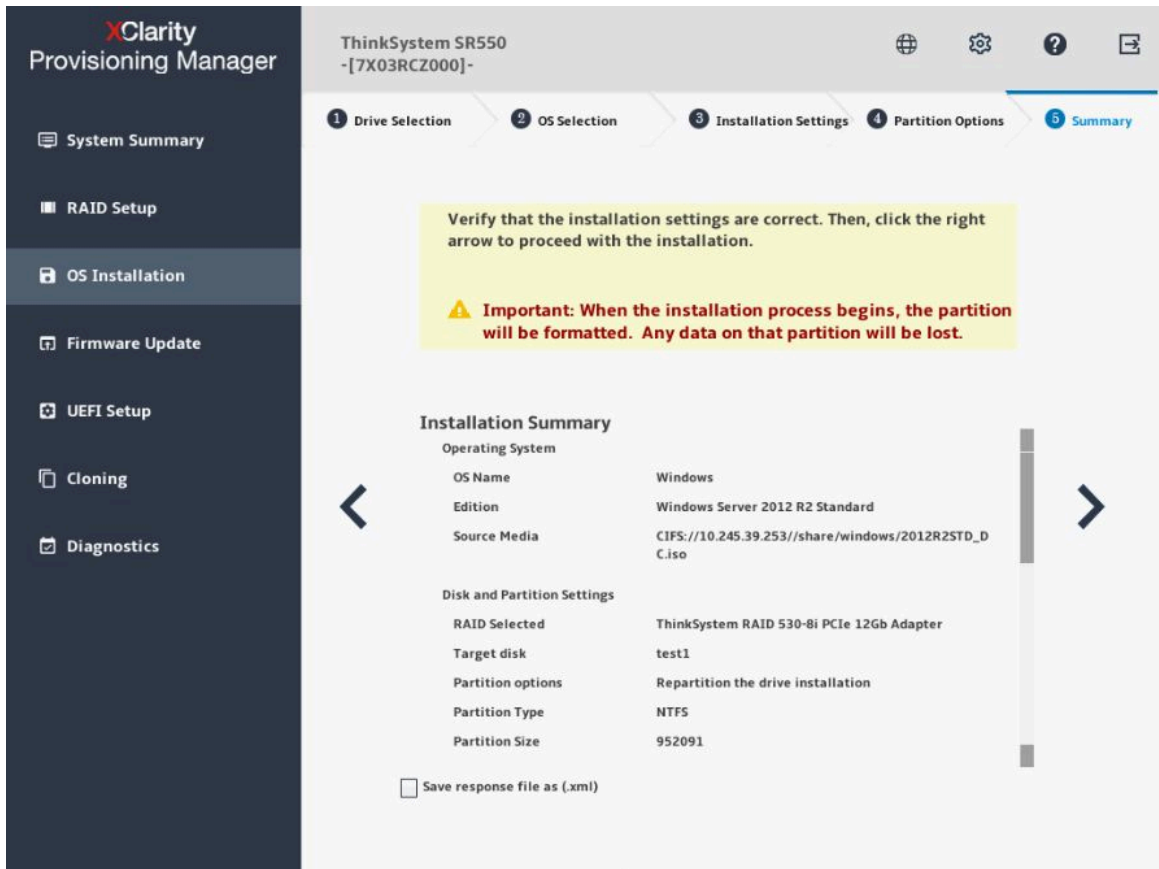 XClarity
Provisioning Manager
ThinkSystem SR550
-[7X03RCZ000]-
System Summary
RAID Setup
OS Installation
Firmware Update
UEFI Setup
Cloning
Diagnostics
1 Drive Selection
2 OS Selection
3 Installation Settings
4 Partition Options
5 Summary
Verify that the installation settings are correct. Then, click the right
arrow to proceed with the installation.
Important: When the installation process begins, the partition
will be formatted. Any data on that partition will be lost.
Installation Summary
Operating System
OS Name Windows
Edition Windows Server 2012 R2 Standard
Source Media CIFS://10.245.39.253//share/windows/2012R2STD_D
C.iso
Disk and Partition Settings
RAID Selected ThinkSystem RAID 530-8i PCIe 12Gb Adapter
Target disk test1
Partition options Repartition the drive installation
Partition Type NTFS
Partition Size 952091
Save response file as (.xml)